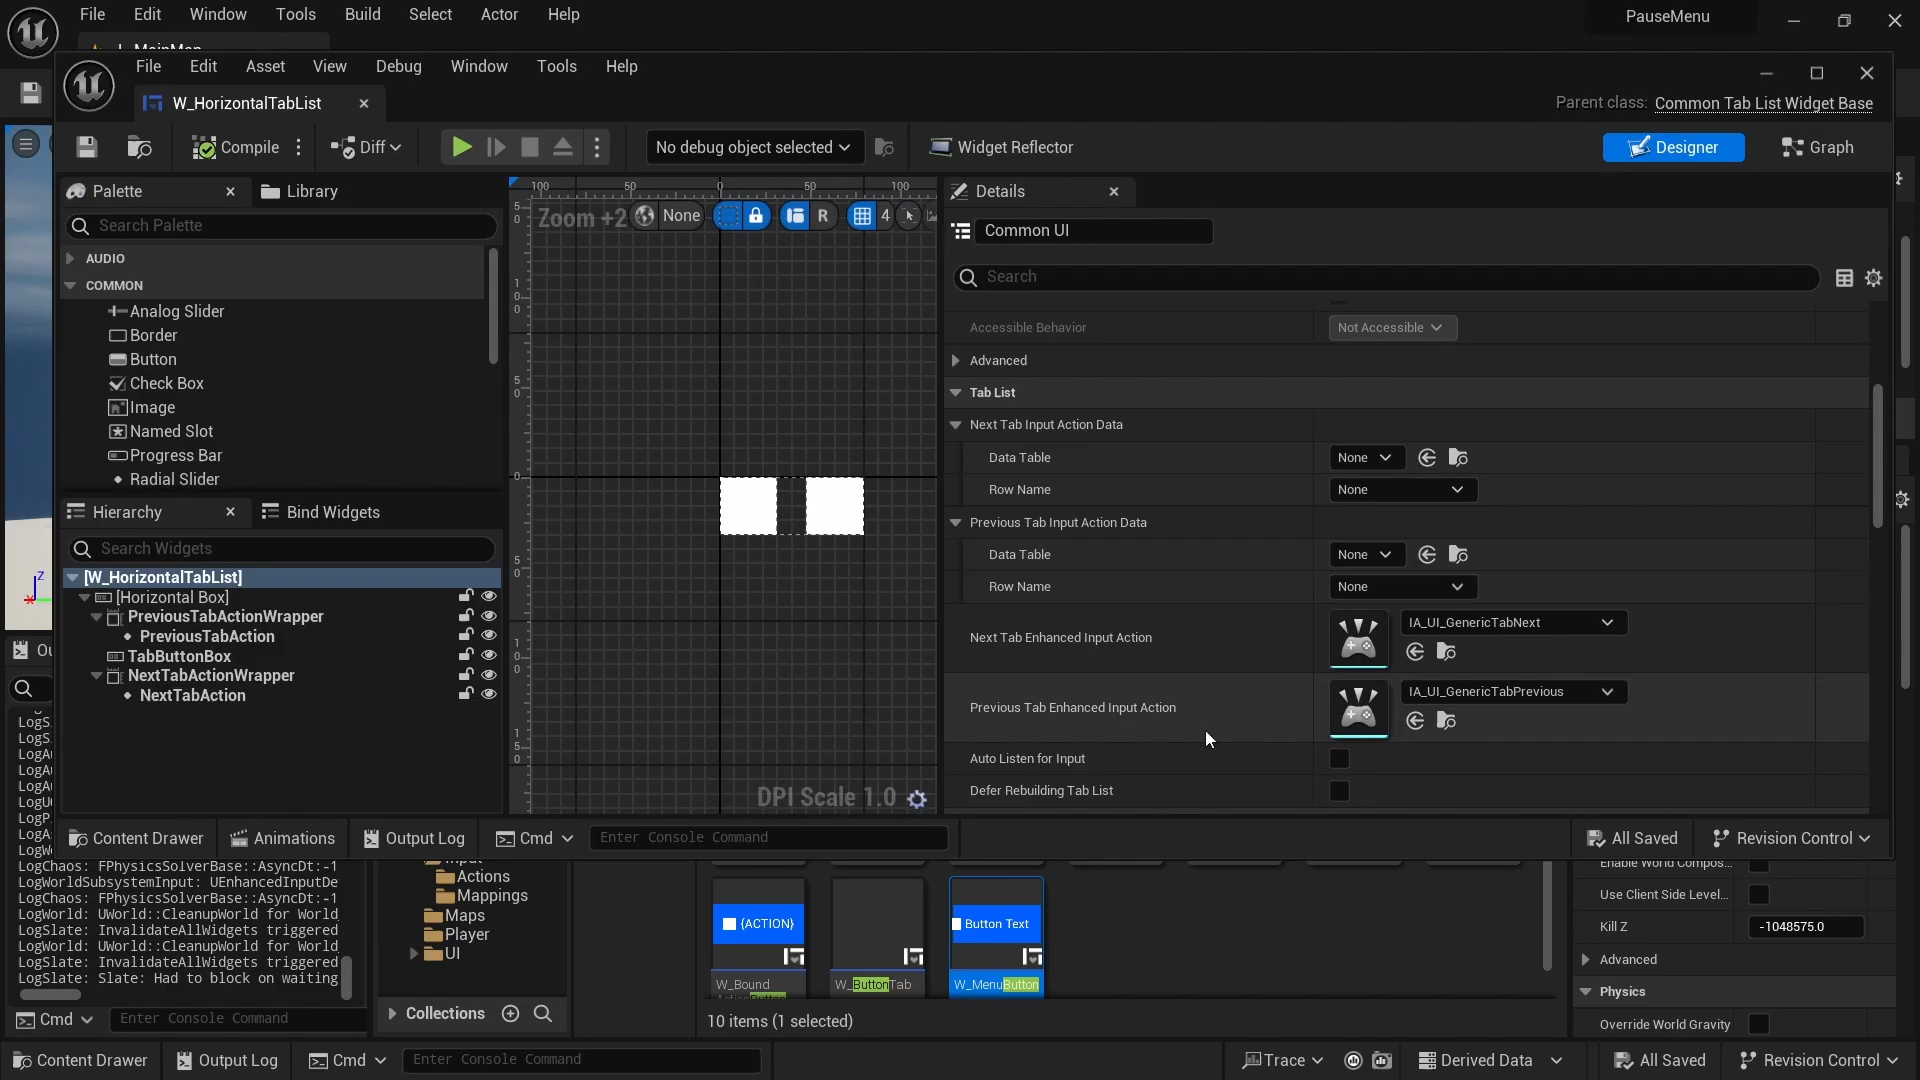 File Edit Window Tools Build Select Actor Help
PauseMenu
File Edit Asset View Debug Window Tools Help
W_HorizontalTabList
Parent class: Common Tab List Widget Base
Compile
Diff
No debug object selected
Widget Reflector
Designer
Graph
Palette
Library
Search Palette
AUDIO
COMMON
Analog Slider
Border
Button
Check Box
Image
Named Slot
Progress Bar
Radial Slider
Hierarchy
Bind Widgets
Search Widgets
[W_HorizontalTabList]
[Horizontal Box]
PreviousTabActionWrapper
PreviousTabAction
TabButtonBox
NextTabActionWrapper
NextTabAction
100 50 0 50 100
Zoom +2
None
R
4
DPI Scale 1.0
Details
Common UI
Search
Accessible Behavior
Not Accessible
Advanced
Tab List
Next Tab Input Action Data
Data Table
None
Row Name
None
Previous Tab Input Action Data
Data Table
None
Row Name
None
Next Tab Enhanced Input Action
IA_UI_GenericTabNext
Previous Tab Enhanced Input Action
IA_UI_GenericTabPrevious
Auto Listen for Input
Defer Rebuilding Tab List
Content Drawer
Animations
Output Log
Cmd
Enter Console Command
All Saved
Revision Control
LogChaos: FPhysicsSolverBase::AsyncDt:-1
LogWorldSubsystemInput: UEnhancedInputDe
LogChaos: FPhysicsSolverBase::AsyncDt:-1
LogWorld: UWorld::CleanupWorld for World
LogSlate: InvalidateAllWidgets triggered
LogWorld: UWorld::CleanupWorld for World
LogSlate: InvalidateAllWidgets triggered
LogSlate: Slate: Had to block on waiting
Cmd
Enter Console Command
Actions
Mappings
Maps
Player
UI
Collections
{ACTION}
Button Text
W_Bound
W_ButtonTab
W_MenuButton
10 items (1 selected)
Enable World Compos...
Use Client Side Level...
Kill Z
-1048575.0
Advanced
Physics
Override World Gravity
Content Drawer
Output Log
Cmd
Enter Console Command
Trace
Derived Data
All Saved
Revision Control